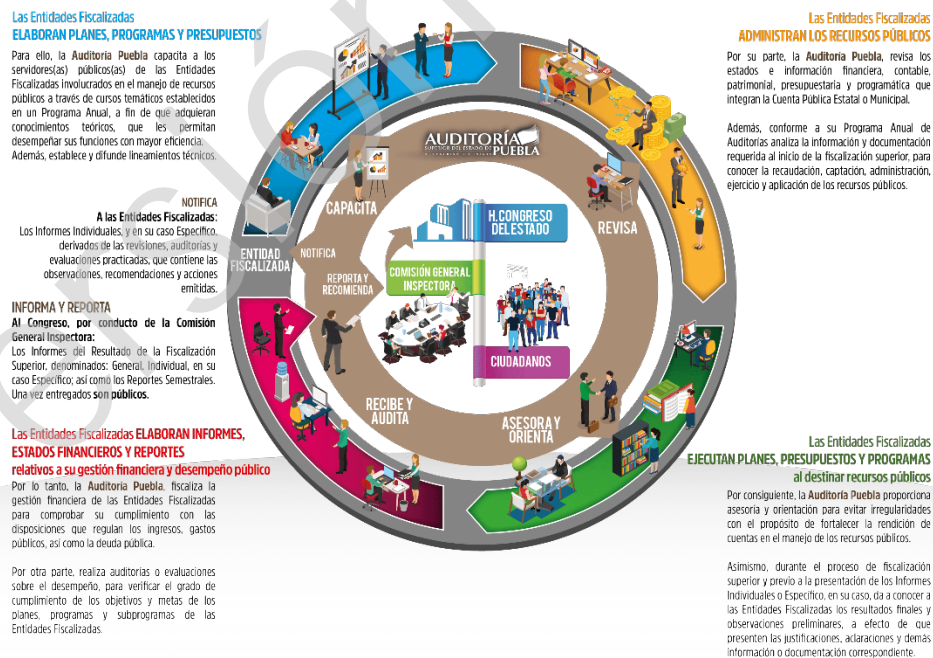 Las Entidades Fiscalizadas
ELABORAN PLANES, PROGRAMAS Y PRESUPUESTOS
Para ello, la Auditoría Puebla capacita a los
servidores(as) públicos(as) de las Entidades
Fiscalizadas involucrados en el manejo de recursos
públicos a través de cursos temáticos establecidos
en un Programa Anual, a fin de que adquieran
conocimientos teóricos, que les permitan
desempeñar sus funciones con mayor eficiencia.
Además, establece y difunde lineamientos técnicos.
NOTIFICA
A las Entidades Fiscalizadas:
Los Informes Individuales, y en su caso Específico,
derivados de las revisiones, auditorías y
evaluaciones practicadas, que contiene las
observaciones, recomendaciones y acciones
emitidas.
INFORMA Y REPORTA
Al Congreso, por conducto de la Comisión
General Inspectora:
Los Informes del Resultado de la Fiscalización
Superior, denominados: General, Individual, en su
caso Específico; así como los Reportes Semestrales.
Una vez entregados son públicos.
Las Entidades Fiscalizadas ELABORAN INFORMES,
ESTADOS FINANCIEROS Y REPORTES
relativos a su gestión financiera y desempeño público
Por lo tanto, la Auditoría Puebla, fiscaliza la
gestión financiera de las Entidades Fiscalizadas
para comprobar su cumplimiento con las
disposiciones que regulan los ingresos, gastos
públicos, así como la deuda pública.
Por otra parte, realiza auditorías o evaluaciones
sobre el desempeño, para verificar el grado de
cumplimiento de los objetivos y metas de los
planes, programas y subprogramas de las
Entidades Fiscalizadas.
AUDITORÍA
SUPERIOR DEL ESTADO DE
PUEBLA
CAPACITA
REVISA
ENTIDAD
FISCALIZADA
NOTIFICA
REPORTA Y
RECOMIENDA
H. CONGRESO
DEL ESTADO
COMISIÓN GENERAL
INSPECTORA
CIUDADANOS
RECIBE Y
AUDITA
ASESORA Y
ORIENTA
Las Entidades Fiscalizadas
ADMINISTRAN LOS RECURSOS PÚBLICOS
Por su parte, la Auditoría Puebla, revisa los
estados e información financiera, contable,
patrimonial, presupuestaria y programática que
integran la Cuenta Pública Estatal o Municipal.
Además, conforme a su Programa Anual de
Auditorías analiza la información y documentación
requerida al inicio de la fiscalización superior, para
conocer la recaudación, captación, administración,
ejercicio y aplicación de los recursos públicos.
Las Entidades Fiscalizadas
EJECUTAN PLANES, PRESUPUESTOS Y PROGRAMAS
al destinar recursos públicos
Por consiguiente, la Auditoría Puebla proporciona
asesoría y orientación para evitar irregularidades
con el propósito de fortalecer la rendición de
cuentas en el manejo de los recursos públicos.
Asimismo, durante el proceso de fiscalización
superior y previo a la presentación de los Informes
Individuales o Específico, en su caso, da a conocer a
las Entidades Fiscalizadas los resultados finales y
observaciones preliminares, a efecto de que
presenten las justificaciones, aclaraciones y demás
información o documentación correspondiente.